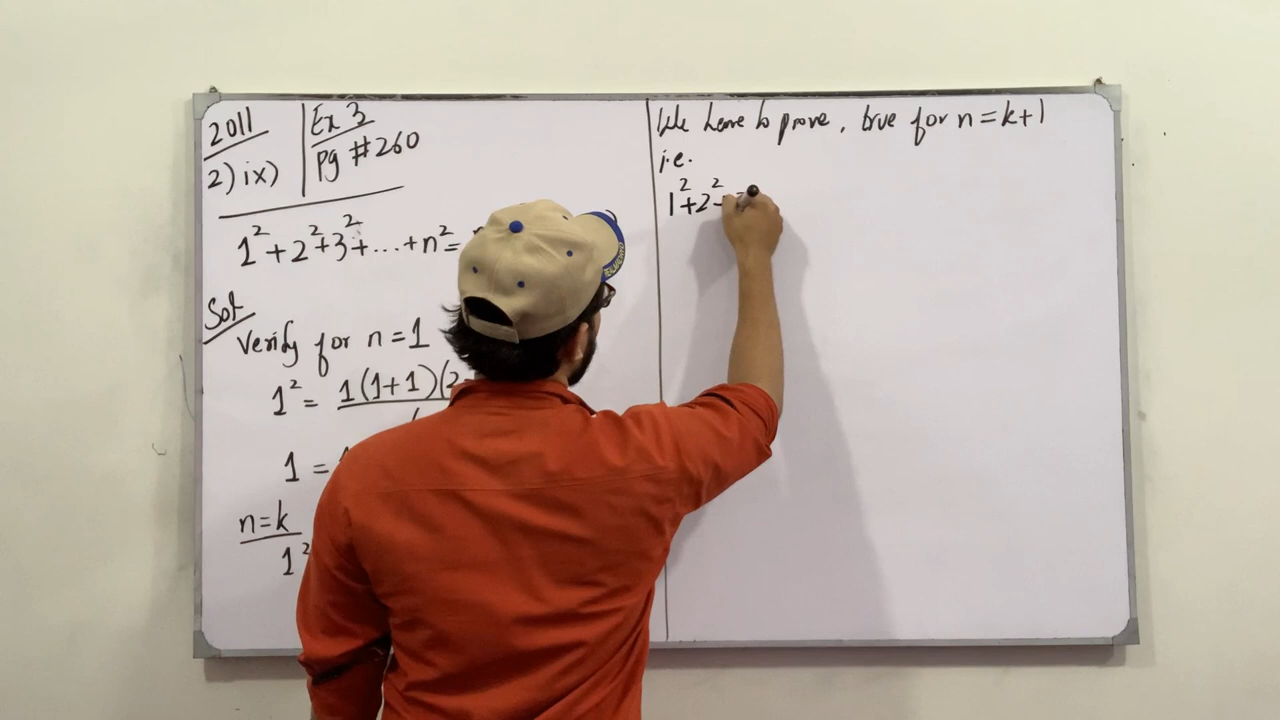 2011
2) ix)
Ex 3
Pg #260
1² + 2² + 3² + ... + n² =
Sol
Verify for n = 1
1² = 1(1+1)(2
1 =
n = k
1²
We have to prove, true for n = k+1
i.e.
1² + 2²